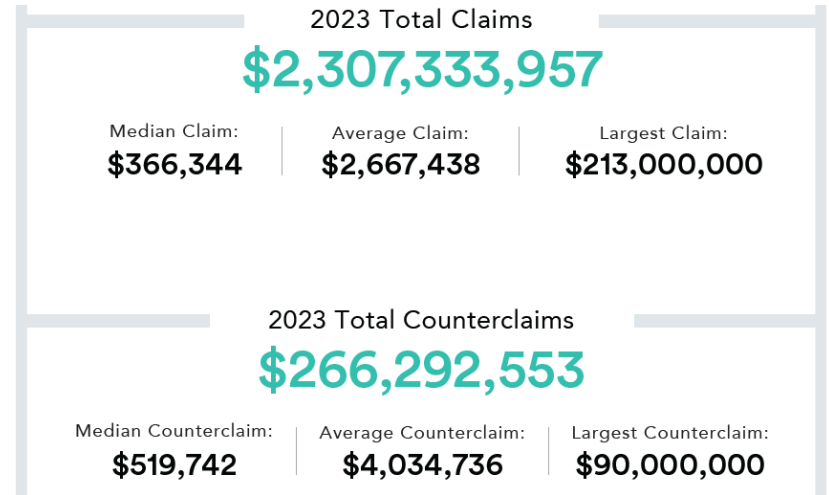 2023 Total Claims
$2,307,333,957
Median Claim: Average Claim: Largest Claim:
$366,344 $2,667,438 $213,000,000
2023 Total Counterclaims
$266,292,553
Median Counterclaim: Average Counterclaim: Largest Counterclaim:
$519,742 $4,034,736 $90,000,000